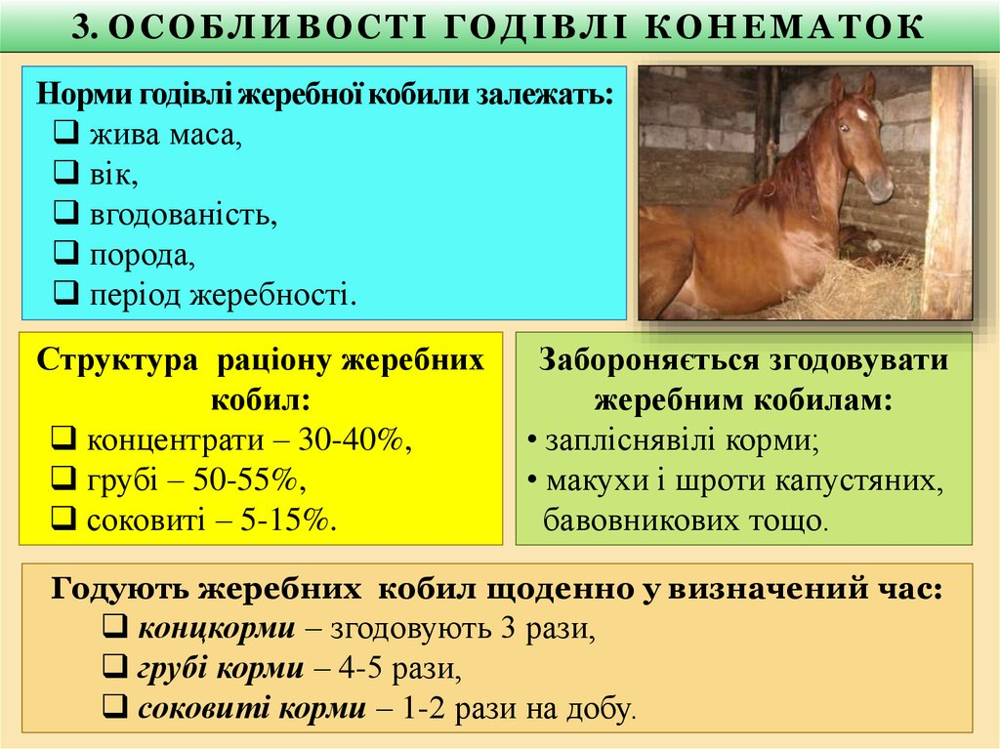 3. ОСОБЛИВОСТІ ГОДІВЛІ КОНЕМАТОК
Норми годівлі жеребної кобили залежать:
❑ жива маса,
❑ вік,
❑ вгодованість,
❑ порода,
❑ період жеребності.
Структура раціону жеребних
кобил:
❑ концентрати – 30-40%,
❑ грубі – 50-55%,
❑ соковиті – 5-15%.
Забороняється згодовувати
жеребним кобилам:
• запліснявілі корми;
• макухи і шроти капустяних,
бавовникових тощо.
Годують жеребних кобил щоденно у визначений час:
❑ концкорми – згодовують 3 рази,
❑ грубі корми – 4-5 рази,
❑ соковиті корми – 1-2 рази на добу.